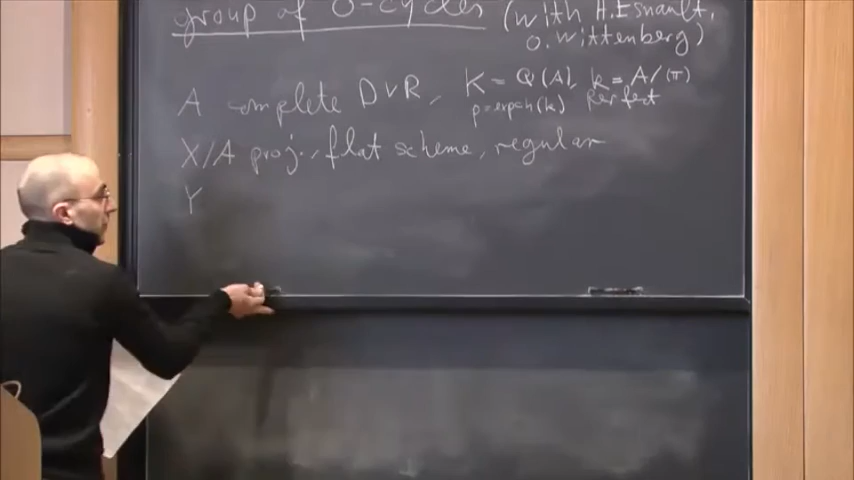 group of 0-cycles (with H. Esnault,
O. Wittenberg)
A complete DVR, K = Q(A), k = A/(π)
p = exp ch(k) perfect
X/A proj., flat scheme, regular
Y